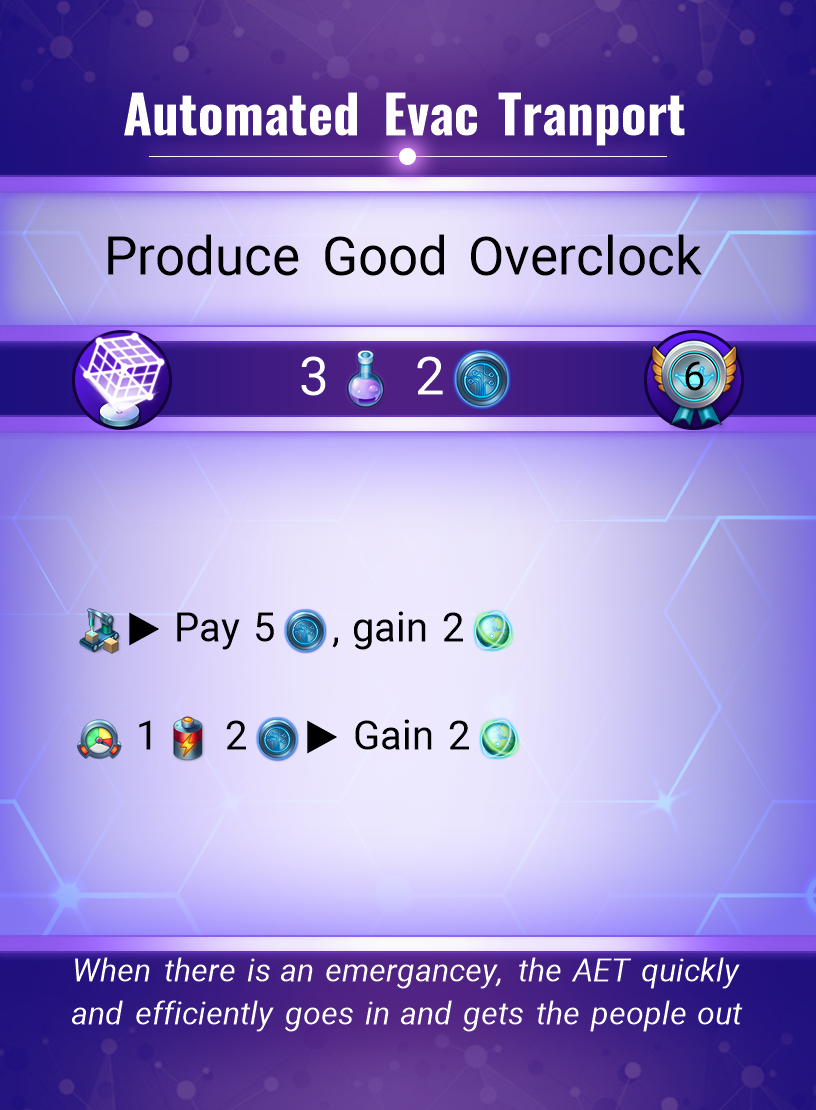 Automated Evac Tranport
Produce Good Overclock
3 2 6
Pay 5 , gain 2
1 2 Gain 2
When there is an emergancey, the AET quickly
and efficiently goes in and gets the people out